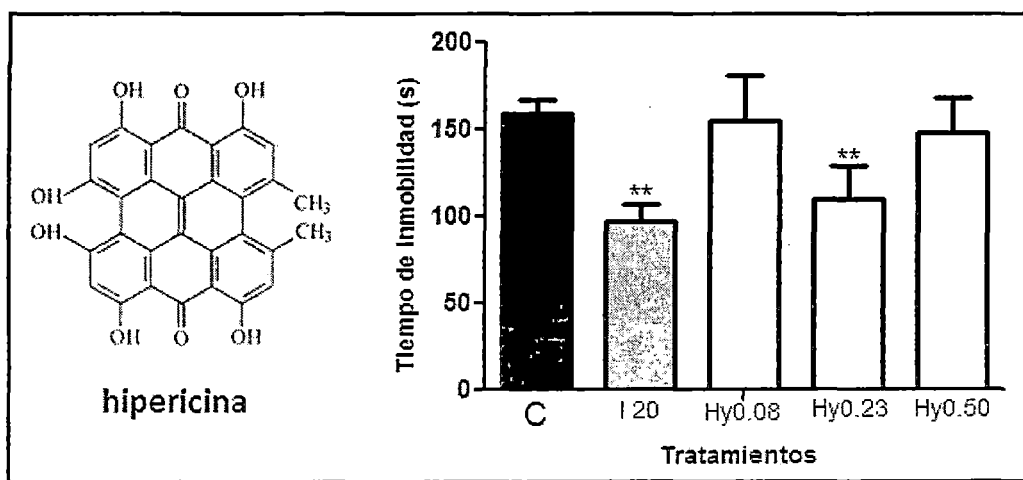 OH O OH
OH
CH3
OH
CH3
OH O OH
hipericina
TIempo de Inmobilidad (s)
200
150
100
50
0
**
**
C I 20 Hy0.08 Hy0.23 Hy0.50
Tratamientos